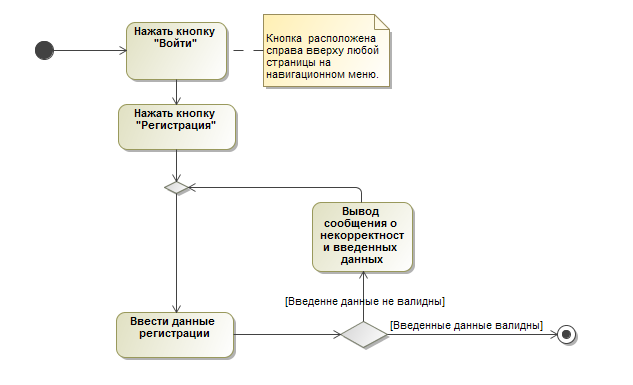 Нажать кнопку
"Войти"
Кнопка расположена
справа вверху любой
страницы на
навигационном меню.
Нажать кнопку
"Регистрация"
Вывод
сообщения о
некорректност
и введенных
данных
[Введенне данные не валидны]
Ввести данные
регистрации
[Введенные данные валидны]